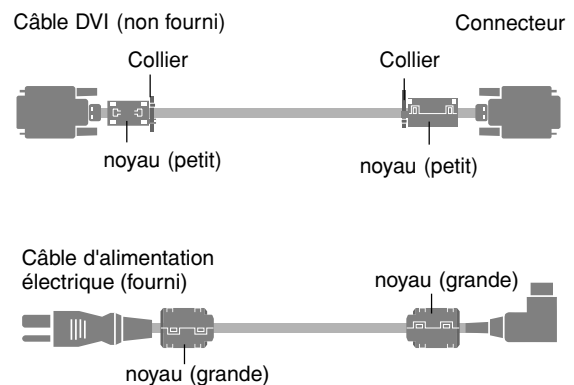 Câble DVI (non fourni)
Connecteur
Collier
Collier
noyau (petit)
noyau (petit)
Câble d'alimentation
électrique (fourni)
noyau (grande)
noyau (grande)